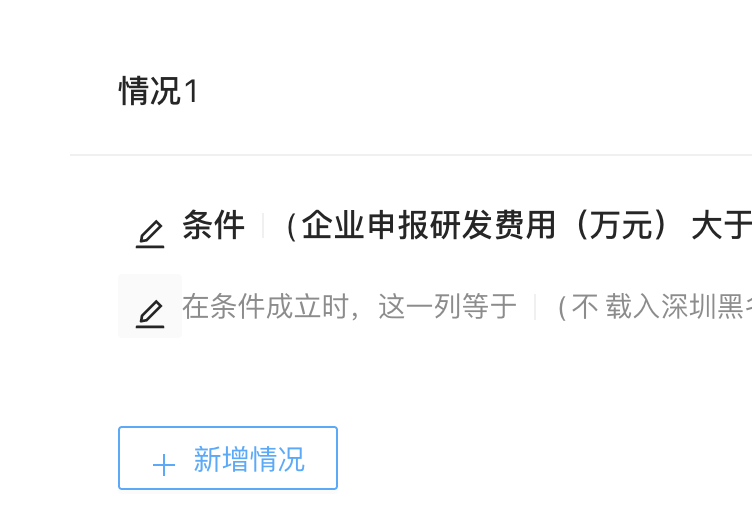 情况1
条件 （企业申报研发费用（万元） 大于
在条件成立时，这一列等于 （不 载入深圳黑
新增情况